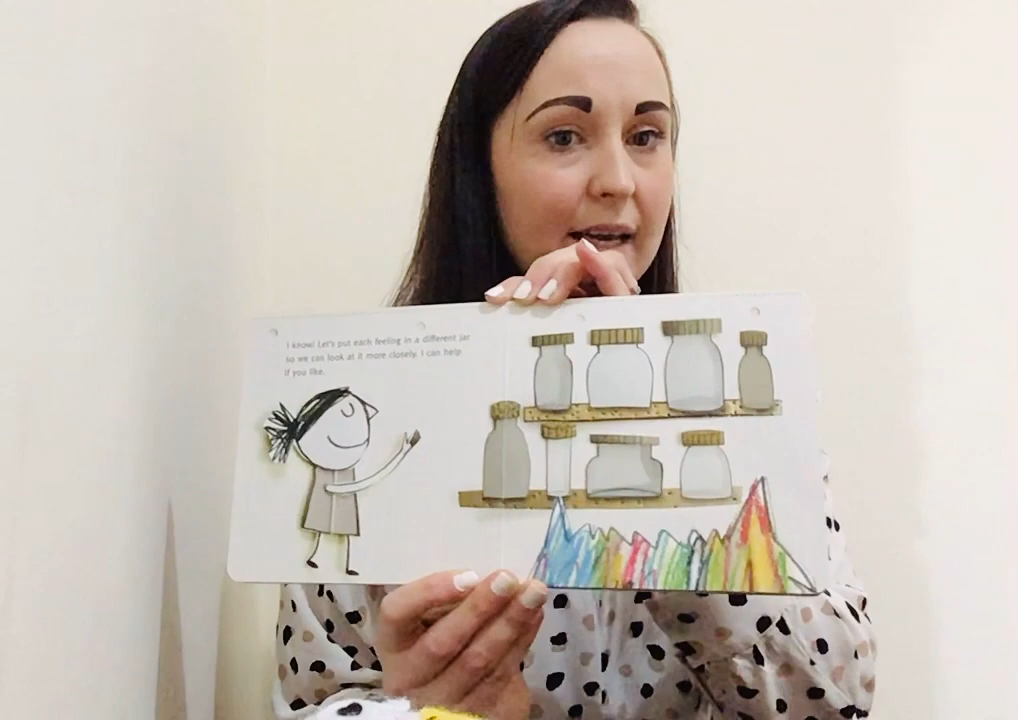 I know! Let's put each feeling in a different jar
so we can look at it more closely. I can help
if you like.